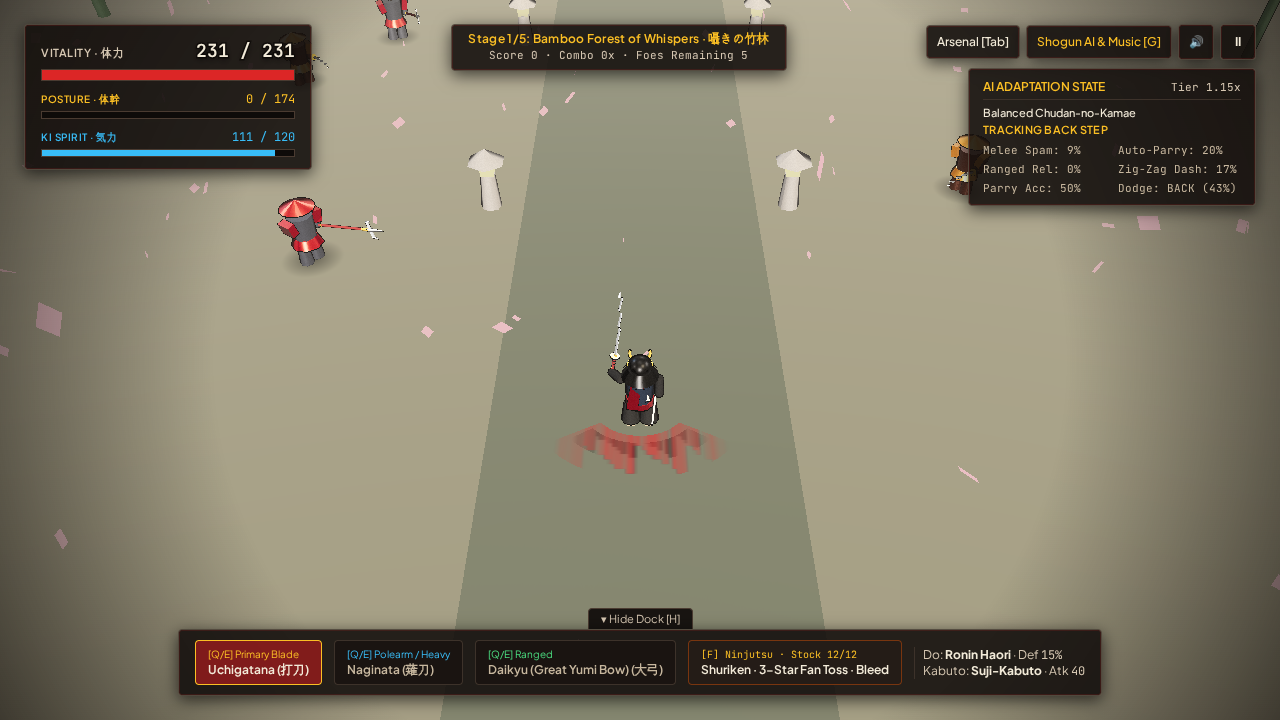 VITALITY · 体力 231 / 231
POSTURE · 体幹 0 / 174
KI SPIRIT · 気力 111 / 120
Stage 1/5: Bamboo Forest of Whispers · 囁きの竹林
Score 0 · Combo 0x · Foes Remaining 5
Arsenal [Tab]
Shogun AI & Music [G]
AI ADAPTATION STATE Tier 1.15x
Balanced Chudan-no-Kamae
TRACKING BACK STEP
Melee Spam: 9% Auto-Parry: 20%
Ranged Rel: 0% Zig-Zag Dash: 17%
Parry Acc: 50% Dodge: BACK (43%)
▾ Hide Dock [H]
[Q/E] Primary Blade
Uchigatana (打刀)
[Q/E] Polearm / Heavy
Naginata (薙刀)
[Q/E] Ranged
Daikyu (Great Yumi Bow) (大弓)
[F] Ninjutsu · Stock 12/12
Shuriken · 3-Star Fan Toss · Bleed
Do: Ronin Haori · Def 15%
Kabuto: Suji-Kabuto · Atk 40